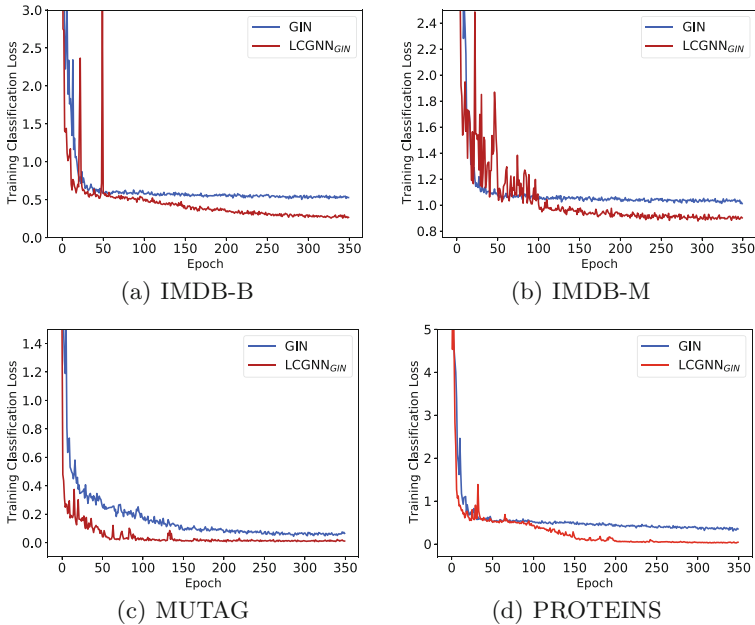 3.0
2.5
2.0
1.5
1.0
0.5
0.0
Training Classification Loss
GIN
LCGNN_GIN
0 50 100 150 200 250 300 350
Epoch
(a) IMDB-B
2.4
2.2
2.0
1.8
1.6
1.4
1.2
1.0
0.8
Training Classification Loss
GIN
LCGNN_GIN
0 50 100 150 200 250 300 350
Epoch
(b) IMDB-M
1.4
1.2
1.0
0.8
0.6
0.4
0.2
0.0
Training Classification Loss
GIN
LCGNN_GIN
0 50 100 150 200 250 300 350
Epoch
(c) MUTAG
5
4
3
2
1
0
Training Classification Loss
GIN
LCGNN_GIN
0 50 100 150 200 250 300 350
Epoch
(d) PROTEINS